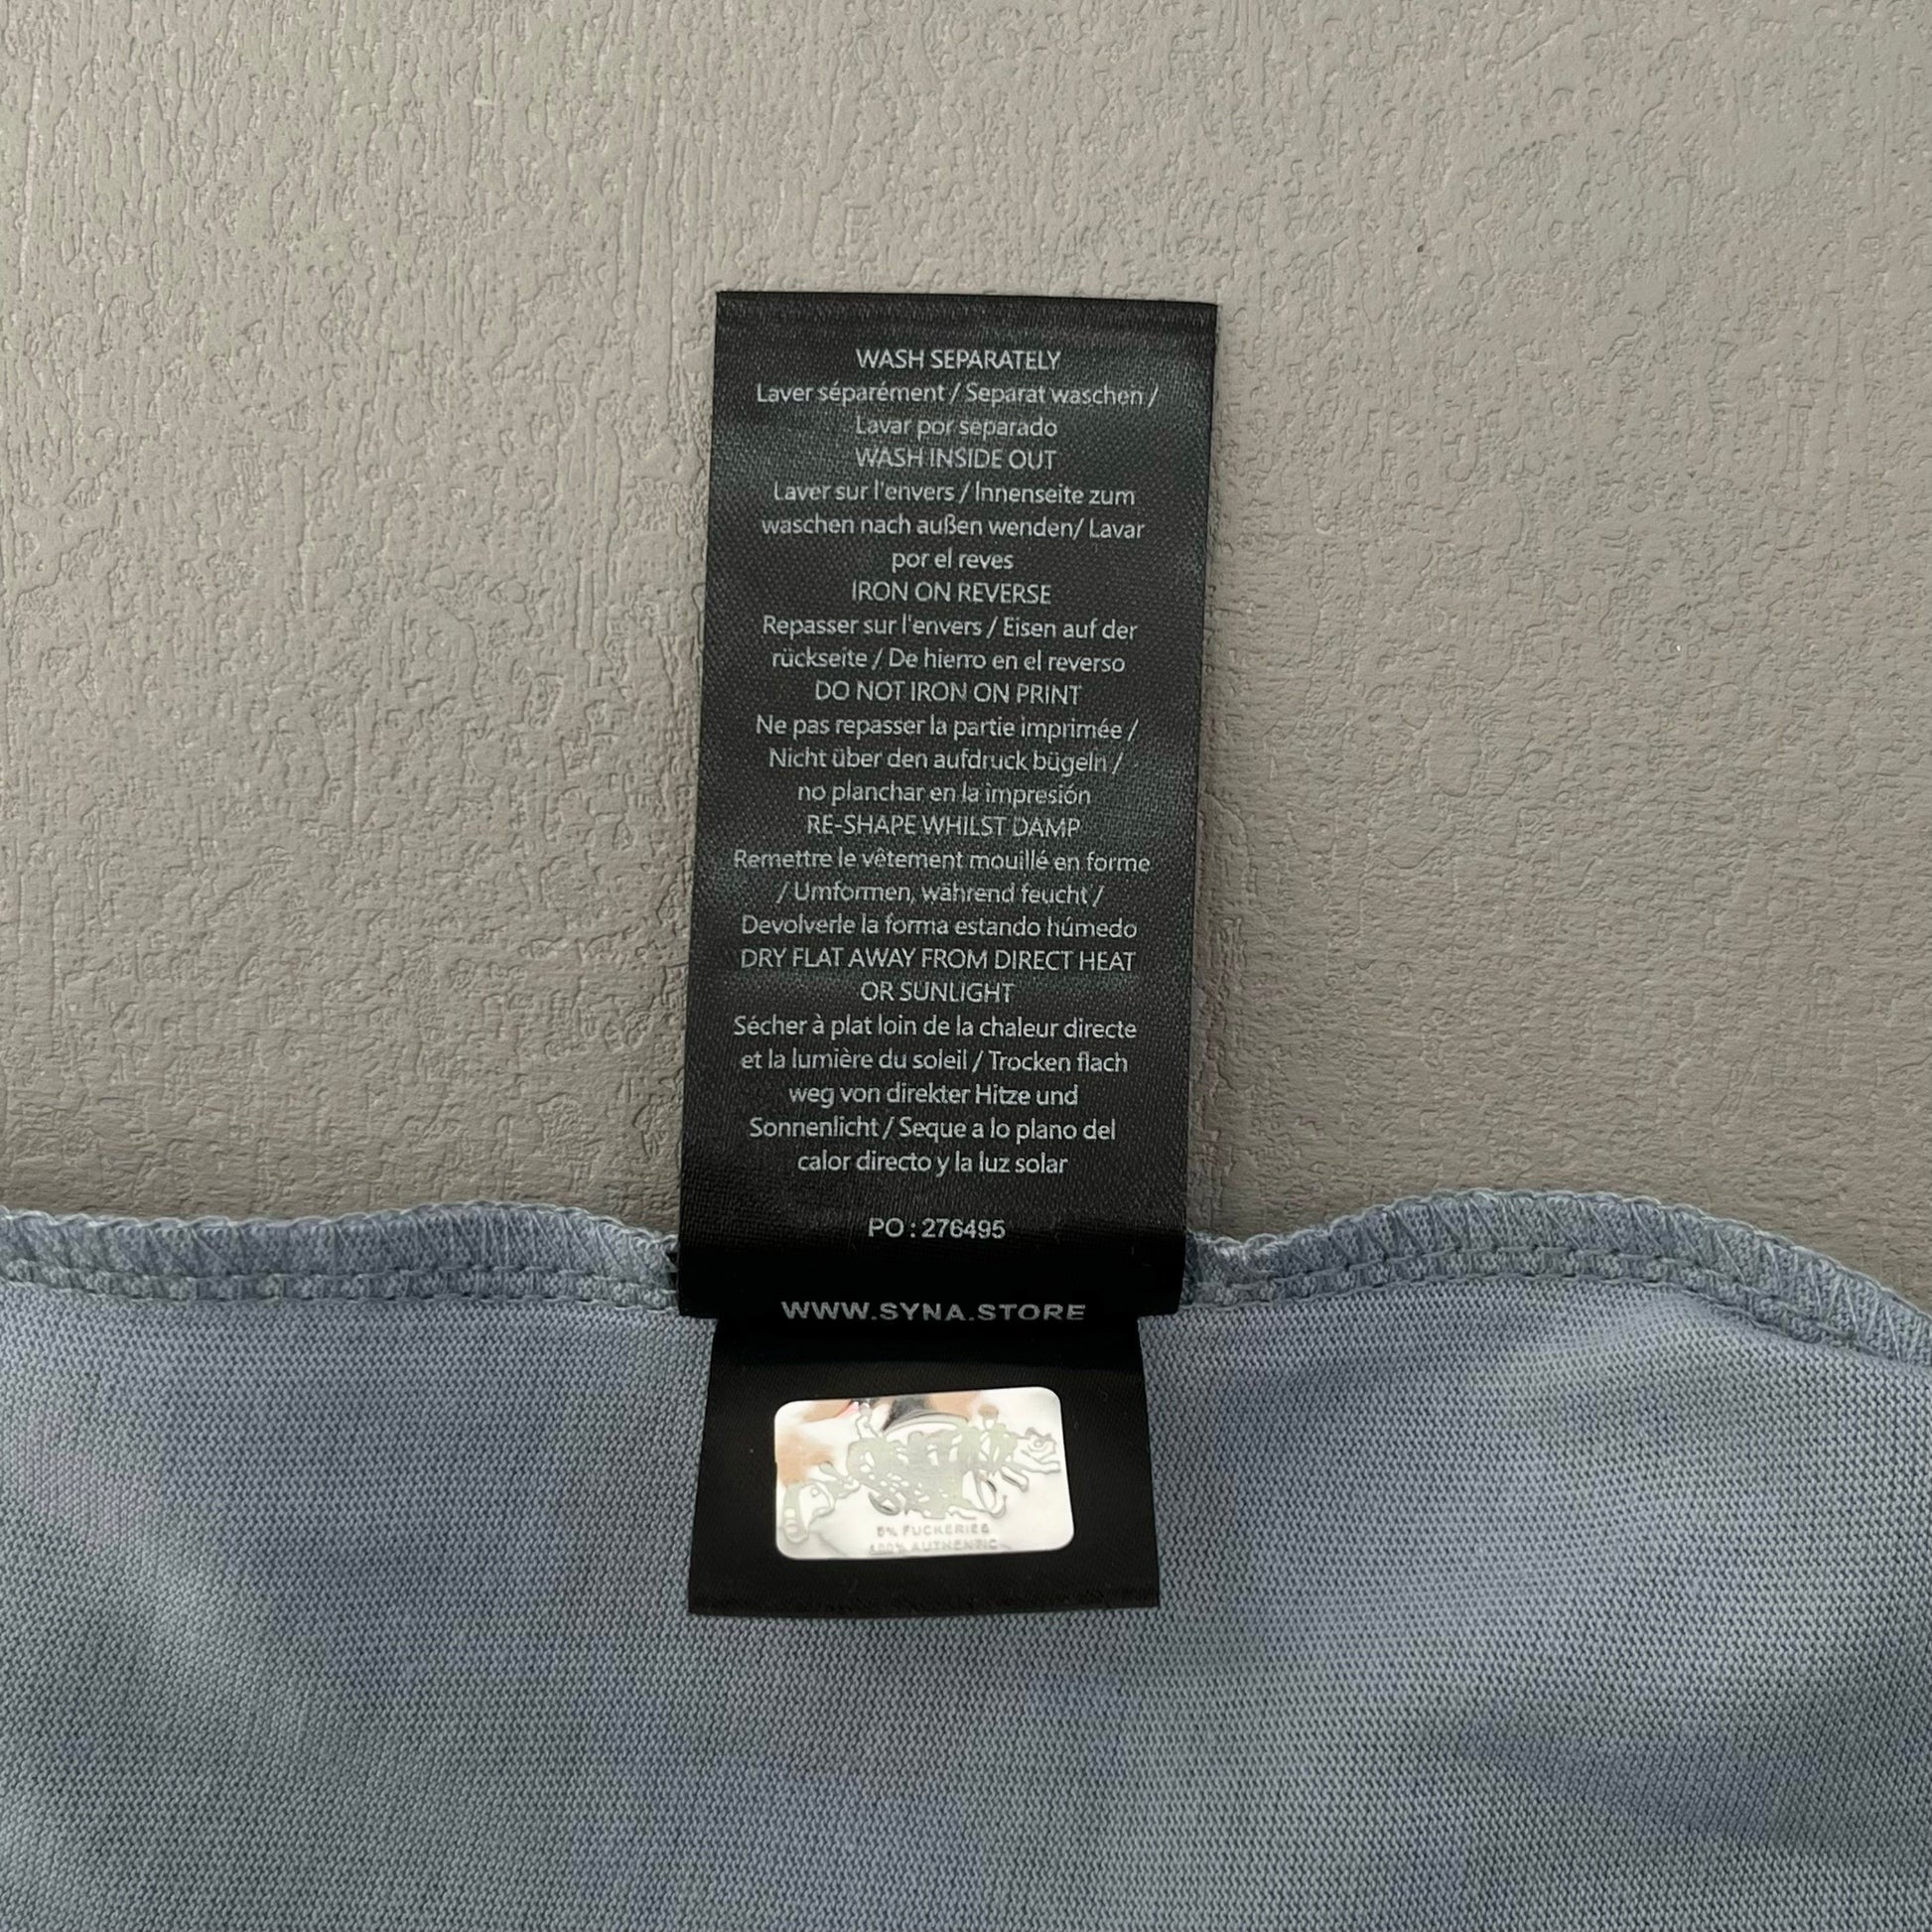 WASH SEPARATELY
Laver séparément / Separat waschen /
Lavar por separado
WASH INSIDE OUT
Laver sur l'envers / Innenseite zum
waschen nach außen wenden/ Lavar
por el reves
IRON ON REVERSE
Repasser sur l'envers / Eisen auf der
rückseite / De hierro en el reverso
DO NOT IRON ON PRINT
Ne pas repasser la partie imprimée /
Nicht über den aufdruck bügeln /
no planchar en la impresión
RE-SHAPE WHILST DAMP
Remettre le vêtement mouillé en forme
/ Umformen, während feucht /
Devolverle la forma estando húmedo
DRY FLAT AWAY FROM DIRECT HEAT
OR SUNLIGHT
Sécher à plat loin de la chaleur directe
et la lumière du soleil / Trocken flach
weg von direkter Hitze und
Sonnenlicht / Seque a lo plano del
calor directo y la luz solar
PO : 276495
WWW.SYNA.STORE
FUCKERIES
AUTHENTIC